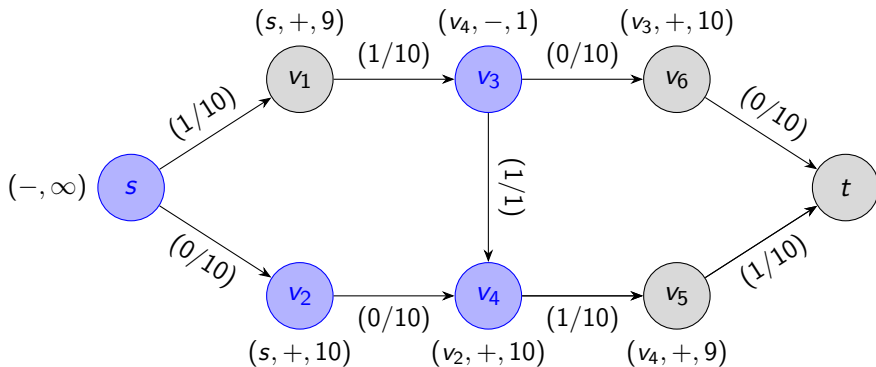 (s, +, 9)
(v4, −, 1)
(v3, +, 10)
v1
(1/10)
v3
(0/10)
v6
(1/10)
(0/10)
(−, ∞)
s
(1/1)
t
(0/10)
(1/10)
v2
(0/10)
v4
(1/10)
v5
(s, +, 10)
(v2, +, 10)
(v4, +, 9)